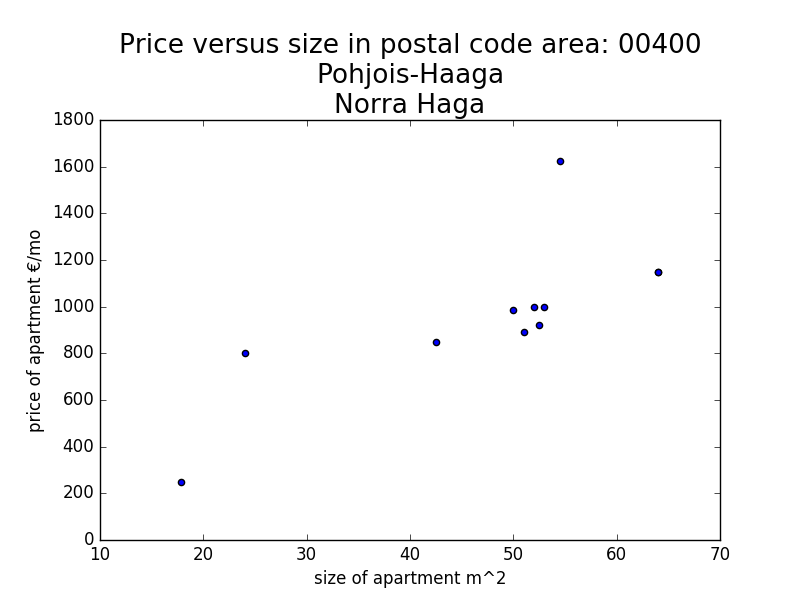 Price versus size in postal code area: 00400
Pohjois-Haaga
Norra Haga
1800
1600
1400
1200
1000
800
600
400
200
0
price of apartment €/mo
10 20 30 40 50 60 70
size of apartment m^2